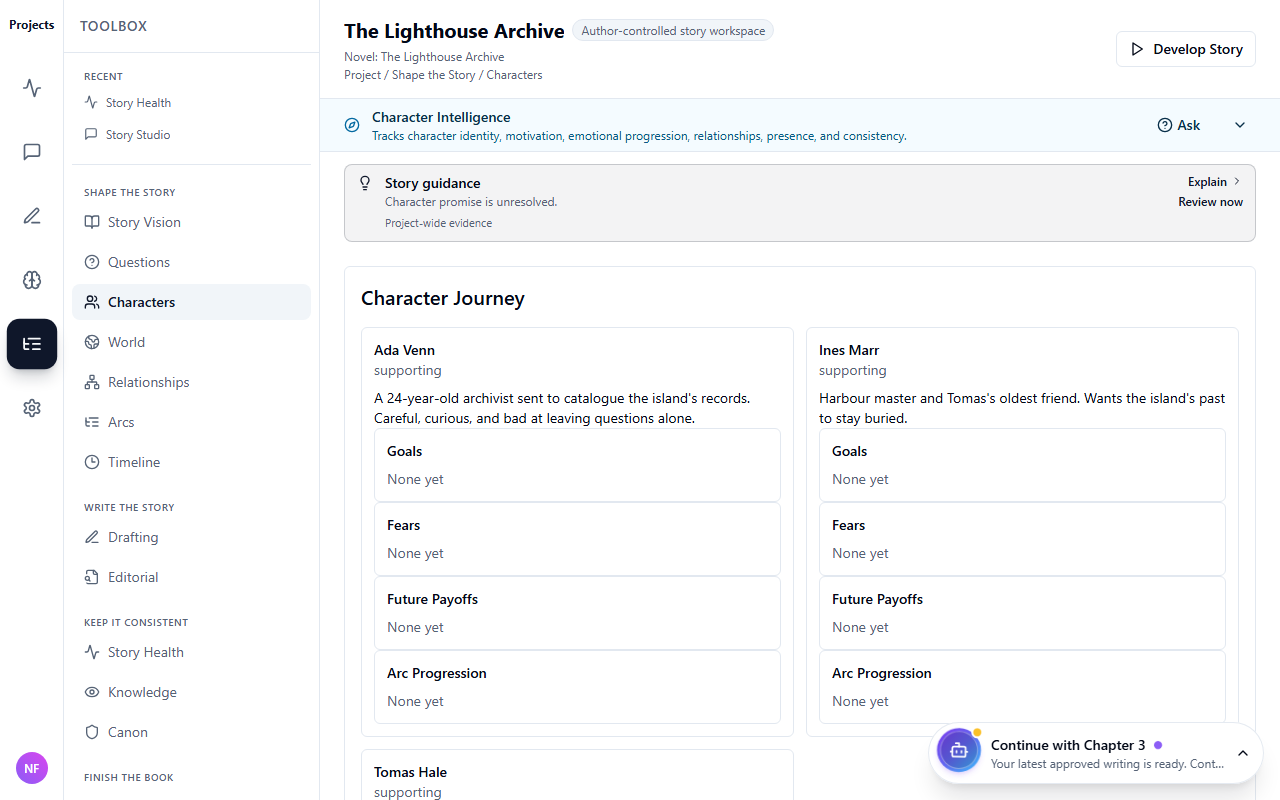 Projects
TOOLBOX
RECENT
Story Health
Story Studio
SHAPE THE STORY
Story Vision
Questions
Characters
World
Relationships
Arcs
Timeline
WRITE THE STORY
Drafting
Editorial
KEEP IT CONSISTENT
Story Health
Knowledge
Canon
FINISH THE BOOK
NF
The Lighthouse Archive
Author-controlled story workspace
Novel: The Lighthouse Archive
Project / Shape the Story / Characters
Develop Story
Character Intelligence
Tracks character identity, motivation, emotional progression, relationships, presence, and consistency.
Ask
Story guidance
Character promise is unresolved.
Project-wide evidence
Explain
Review now
Character Journey
Ada Venn
supporting
A 24-year-old archivist sent to catalogue the island's records.
Careful, curious, and bad at leaving questions alone.
Goals
None yet
Fears
None yet
Future Payoffs
None yet
Arc Progression
None yet
Ines Marr
supporting
Harbour master and Tomas's oldest friend. Wants the island's past
to stay buried.
Goals
None yet
Fears
None yet
Future Payoffs
None yet
Arc Progression
None yet
Tomas Hale
supporting
Continue with Chapter 3
Your latest approved writing is ready. Cont...